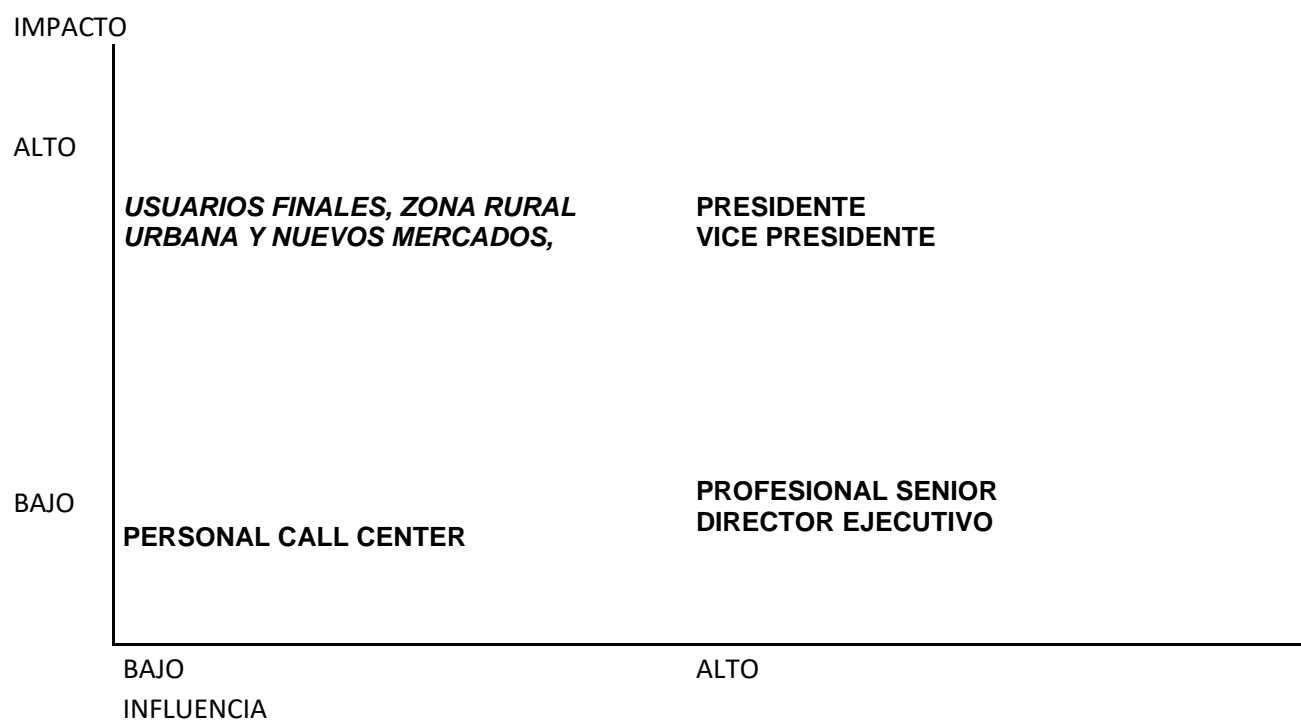 IMPACTO
ALTO
USUARIOS FINALES, ZONA RURAL
URBANA Y NUEVOS MERCADOS,
PRESIDENTE
VICE PRESIDENTE
BAJO
PERSONAL CALL CENTER
PROFESIONAL SENIOR
DIRECTOR EJECUTIVO
BAJO
ALTO
INFLUENCIA